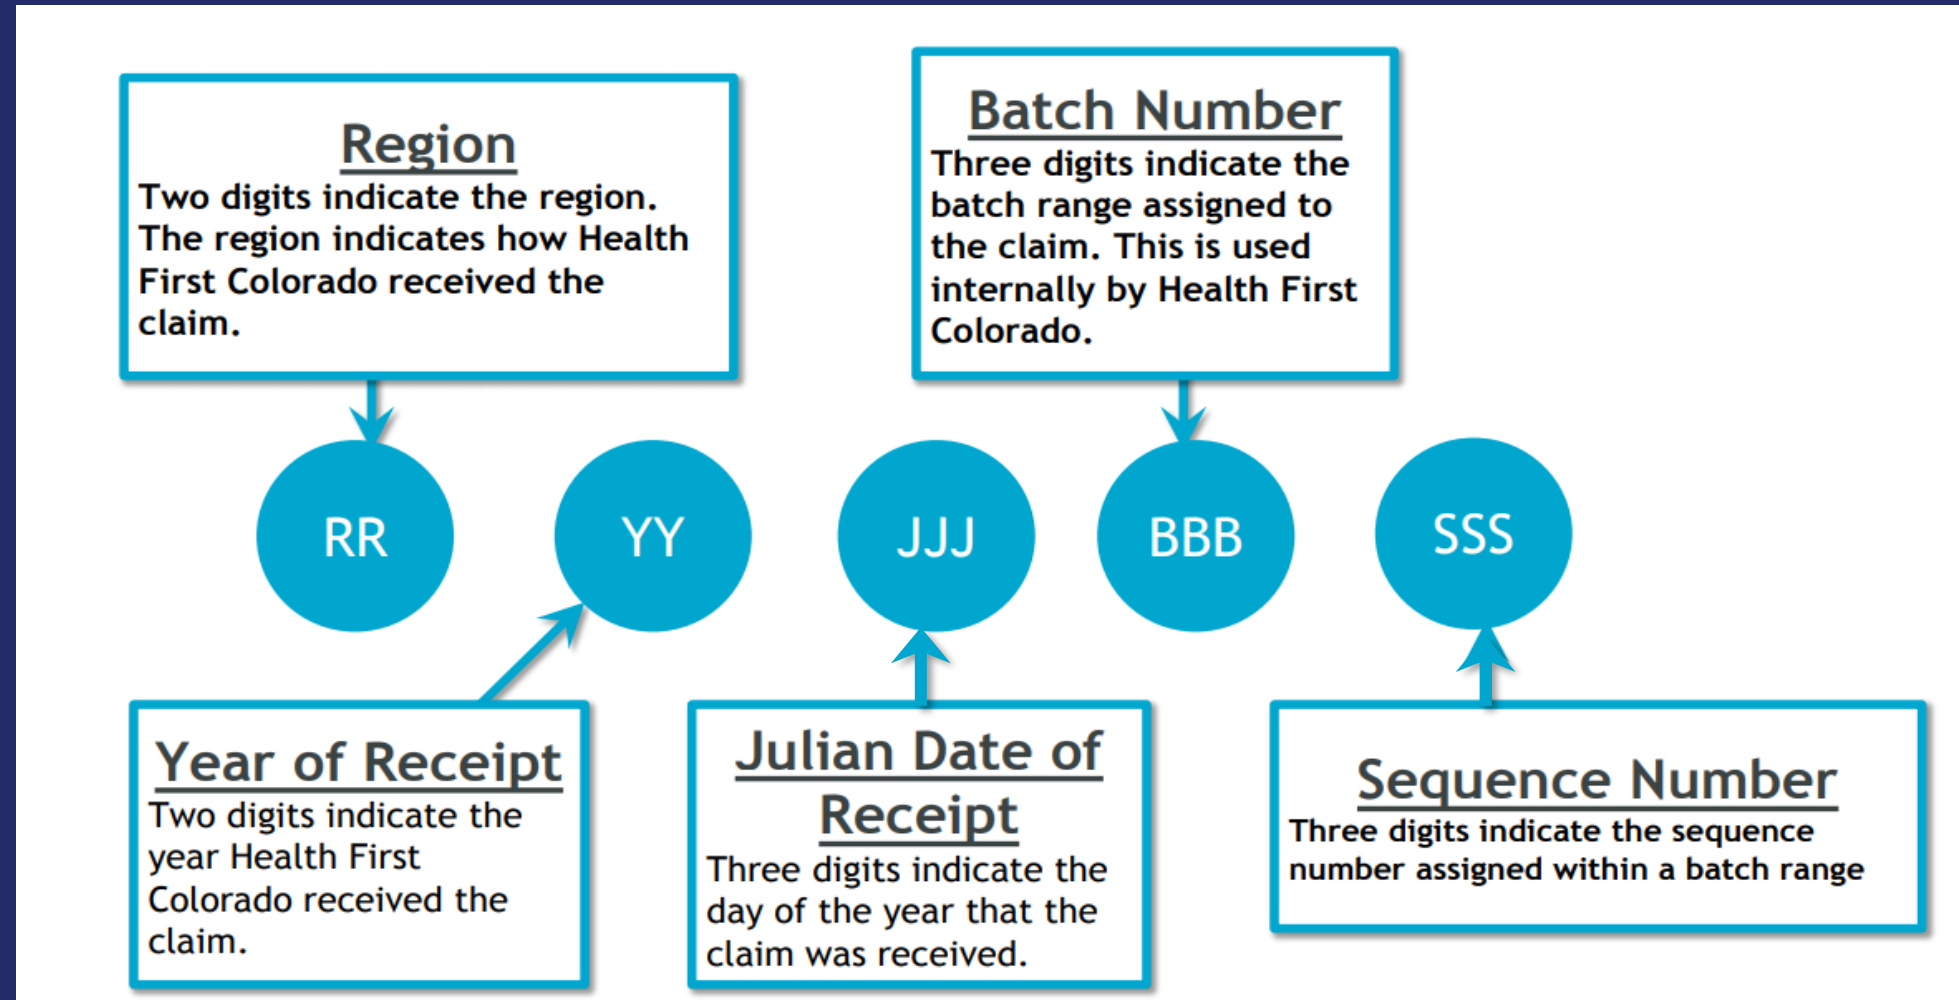 Region
Two digits indicate the region.
The region indicates how Health
First Colorado received the
claim.
Batch Number
Three digits indicate the
batch range assigned to
the claim. This is used
internally by Health First
Colorado.
RR
YY
JJJ
BBB
SSS
Year of Receipt
Two digits indicate the
year Health First
Colorado received the
claim.
Julian Date of
Receipt
Three digits indicate the
day of the year that the
claim was received.
Sequence Number
Three digits indicate the sequence
number assigned within a batch range